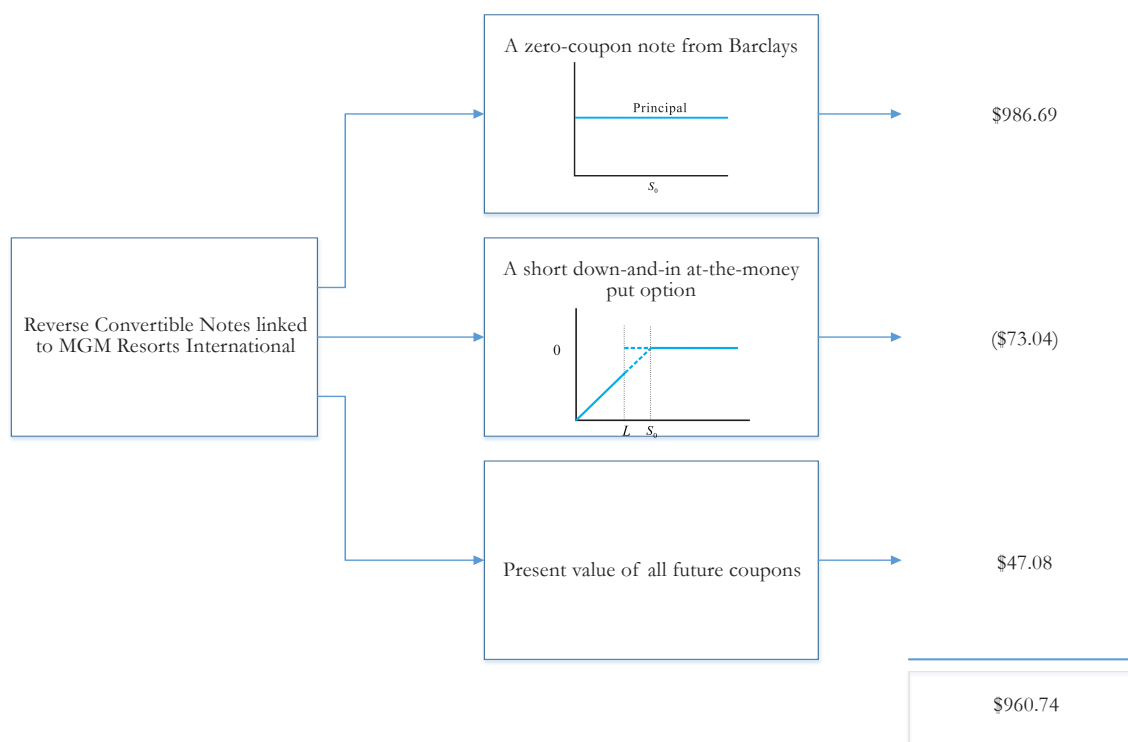 A zero-coupon note from Barclays
Principal
S₀
$986.69
Reverse Convertible Notes linked
to MGM Resorts International
A short down-and-in at-the-money
put option
0
L S₀
($73.04)
Present value of all future coupons
$47.08
$960.74